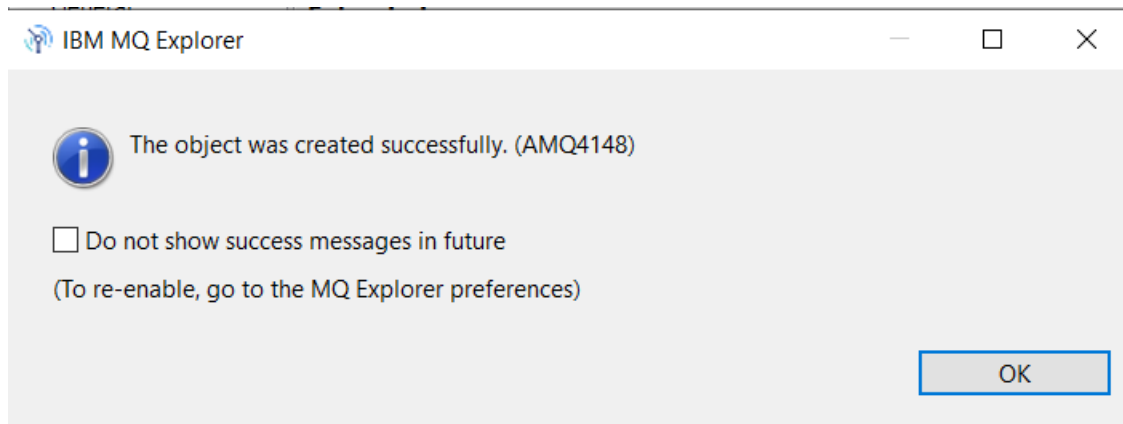 IBM MQ Explorer
The object was created successfully. (AMQ4148)
Do not show success messages in future
(To re-enable, go to the MQ Explorer preferences)
OK